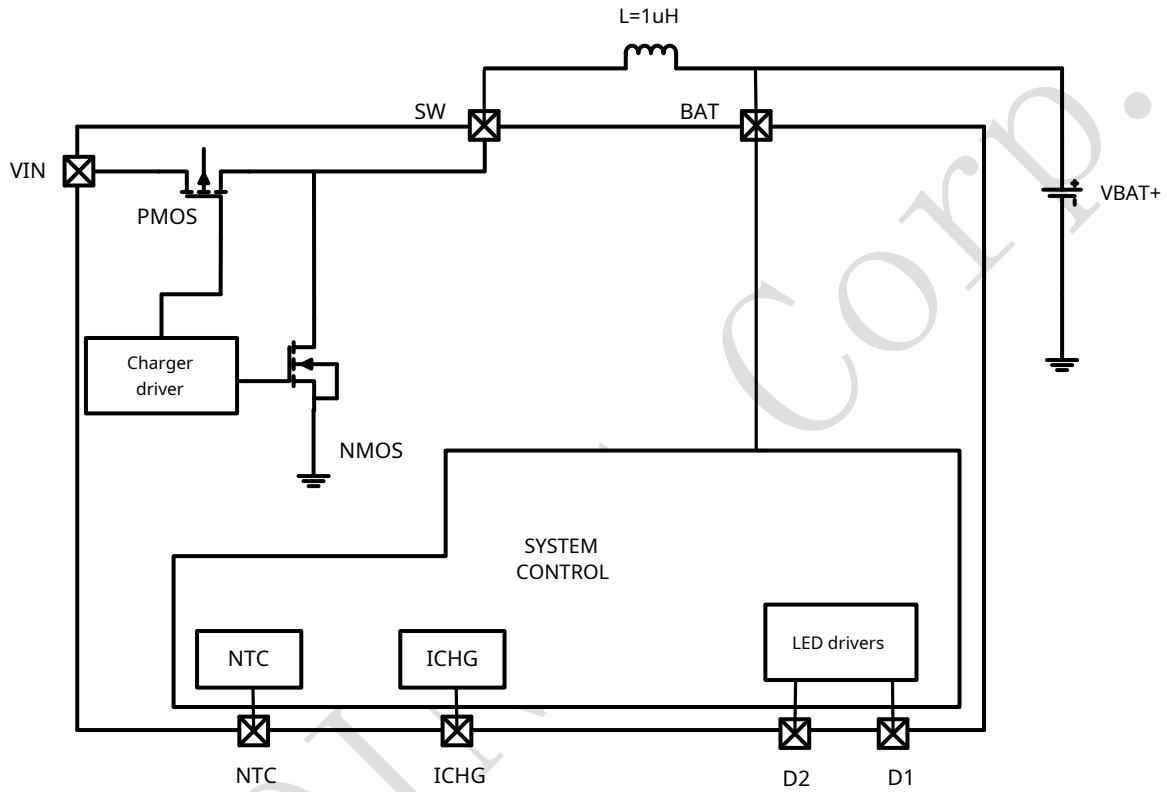 L=1uH
SW
BAT
VIN
PMOS
VBAT+
Charger
driver
NMOS
SYSTEM
CONTROL
NTC
ICHG
LED drivers
NTC
ICHG
D2
D1
Corp.